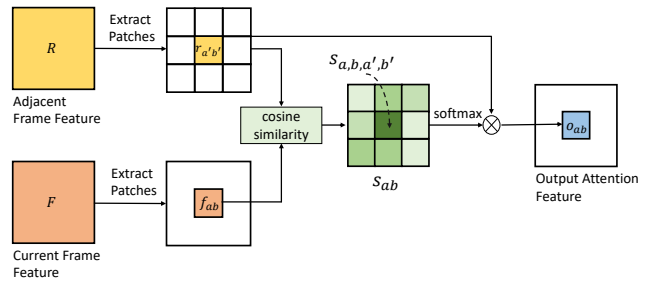 R
Adjacent
Frame Feature
Extract
Patches
r_{a'b'}
F
Current Frame
Feature
Extract
Patches
f_{ab}
cosine
similarity
S_{a,b,a',b'}
S_{ab}
softmax
o_{ab}
Output Attention
Feature